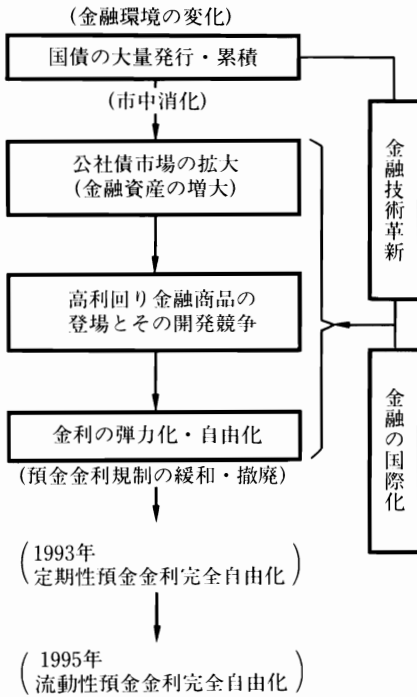 (金融環境の変化)
国債の大量発行・累積
(市中消化)
公社債市場の拡大
(金融資産の増大)
高利回り金融商品の
登場とその開発競争
金利の弾力化・自由化
(預金金利規制の緩和・撤廃)
(1993年
定期性預金金利完全自由化)
(1995年
流動性預金金利完全自由化)
金融技術革新
金融の国際化